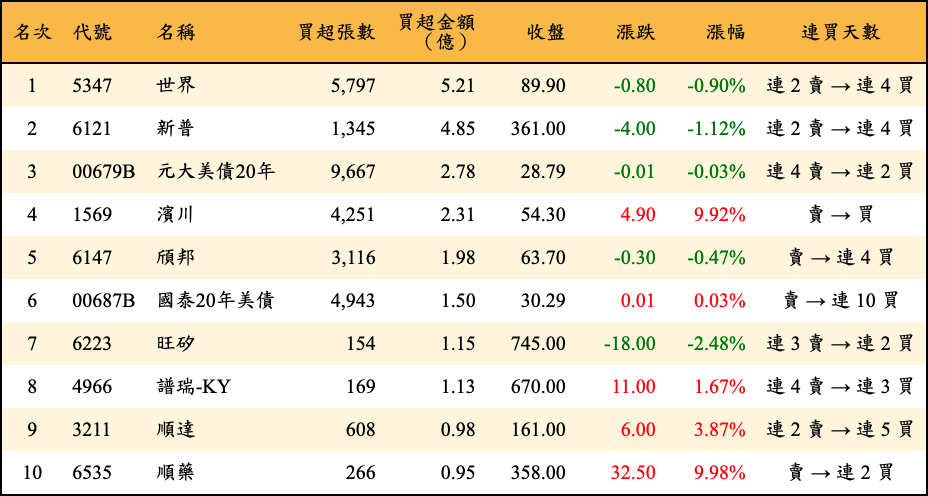 名次 代號 名稱 買超張數 買超金額（億） 收盤 漲跌 漲幅 連買天數
1 5347 世界 5,797 5.21 89.90 -0.80 -0.90% 連 2 賣 → 連 4 買
2 6121 新普 1,345 4.85 361.00 -4.00 -1.12% 連 2 賣 → 連 4 買
3 00679B 元大美債20年 9,667 2.78 28.79 -0.01 -0.03% 連 4 賣 → 連 2 買
4 1569 濱川 4,251 2.31 54.30 4.90 9.92% 賣 → 買
5 6147 頎邦 3,116 1.98 63.70 -0.30 -0.47% 賣 → 連 4 買
6 00687B 國泰20年美債 4,943 1.50 30.29 0.01 0.03% 賣 → 連 10 買
7 6223 旺矽 154 1.15 745.00 -18.00 -2.48% 連 3 賣 → 連 2 買
8 4966 譜瑞-KY 169 1.13 670.00 11.00 1.67% 連 4 賣 → 連 3 買
9 3211 順達 608 0.98 161.00 6.00 3.87% 連 2 賣 → 連 5 買
10 6535 順藥 266 0.95 358.00 32.50 9.98% 賣 → 連 2 買